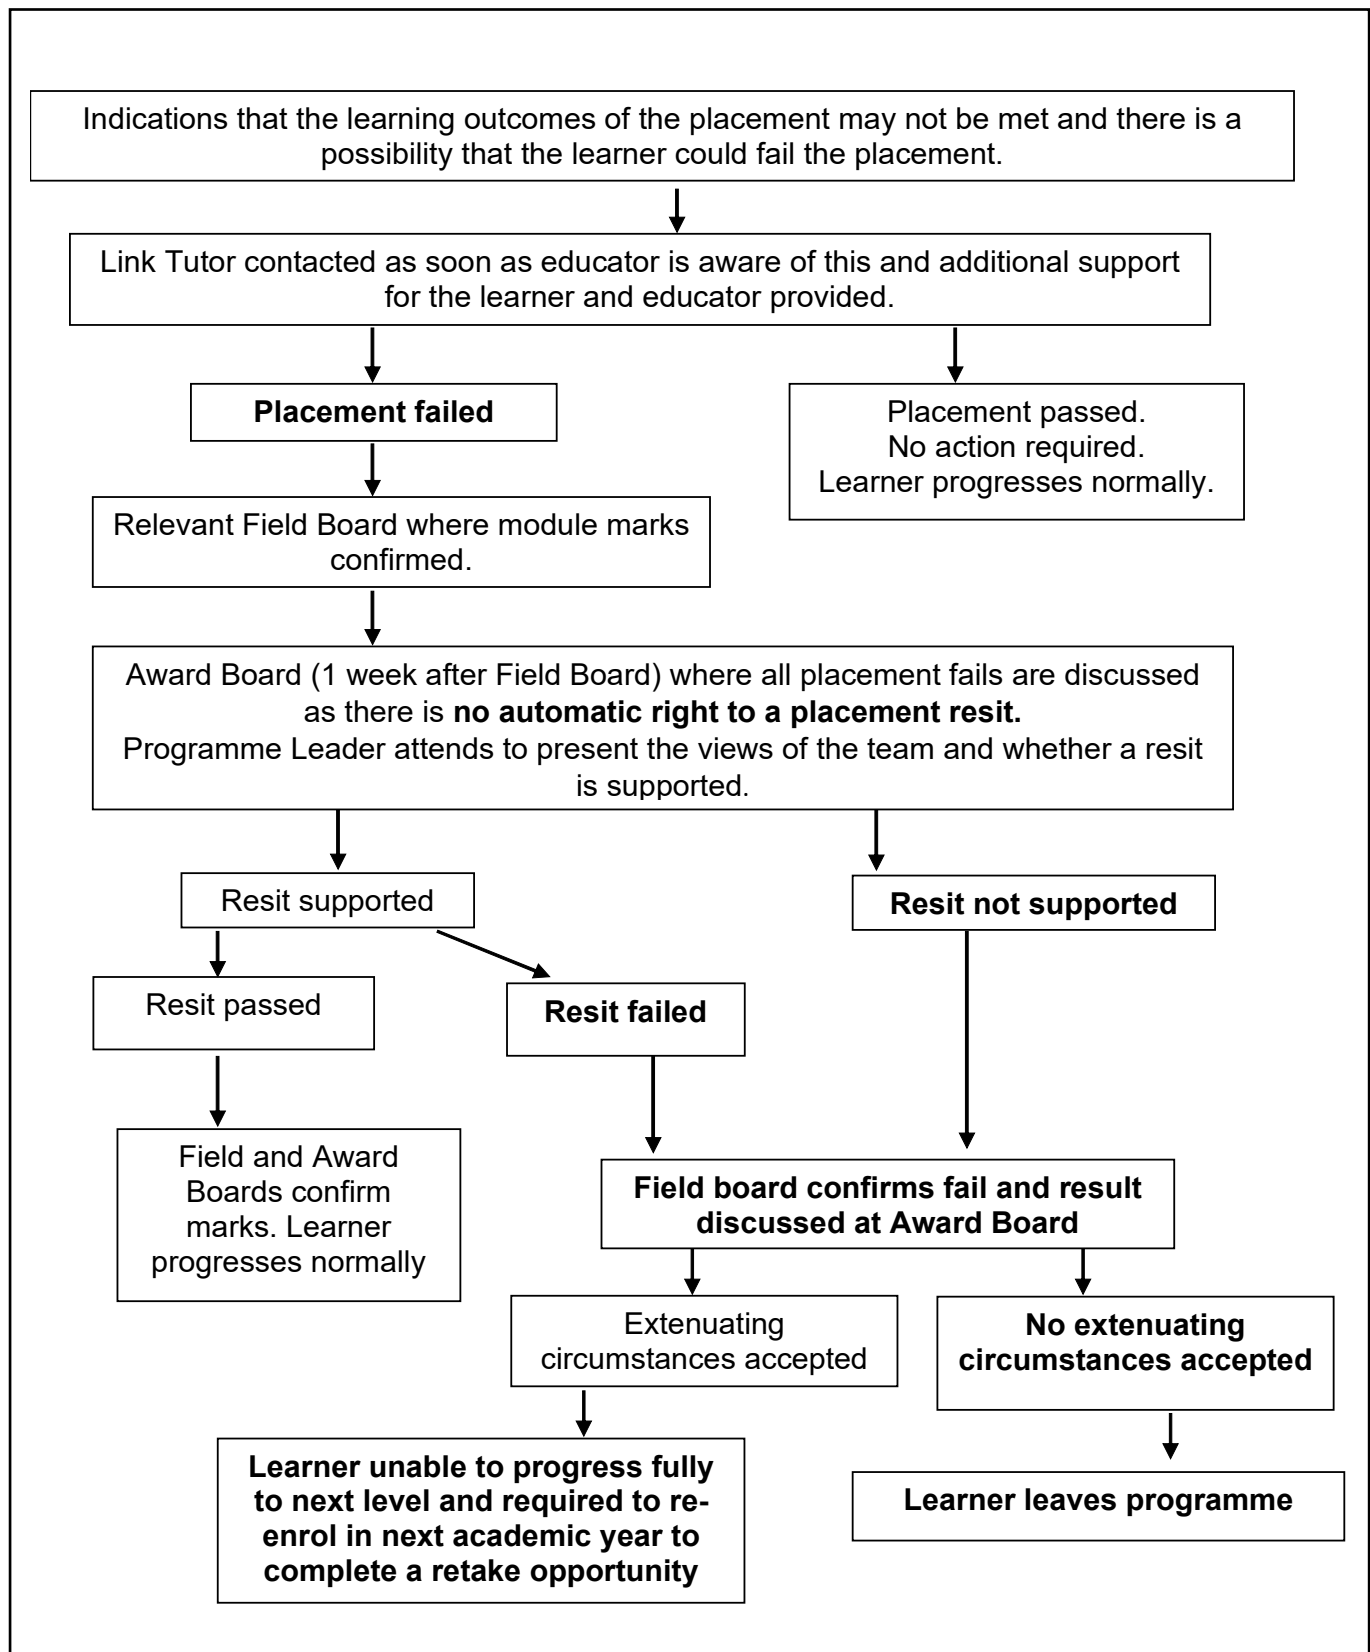 Indications that the learning outcomes of the placement may not be met and there is a
possibility that the learner could fail the placement.
Link Tutor contacted as soon as educator is aware of this and additional support
for the learner and educator provided.
Placement failed
Placement passed.
No action required.
Learner progresses normally.
Relevant Field Board where module marks
confirmed.
Award Board (1 week after Field Board) where all placement fails are discussed
as there is no automatic right to a placement resit.
Programme Leader attends to present the views of the team and whether a resit
is supported.
Resit supported
Resit not supported
Resit passed
Resit failed
Field and Award
Boards confirm
marks. Learner
progresses normally
Field board confirms fail and result
discussed at Award Board
Extenuating
circumstances accepted
No extenuating
circumstances accepted
Learner unable to progress fully
to next level and required to re-
enrol in next academic year to
complete a retake opportunity
Learner leaves programme